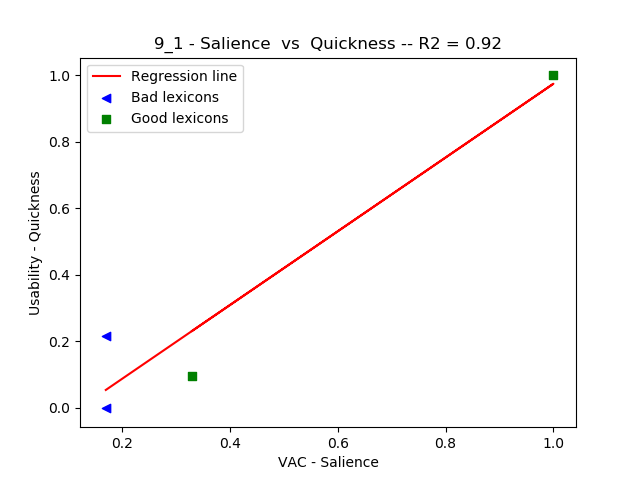 9_1 - Salience  vs  Quickness -- R2 = 0.92
Regression line
Bad lexicons
Good lexicons
Usability - Quickness
1.0
0.8
0.6
0.4
0.2
0.0
0.2 0.4 0.6 0.8 1.0
VAC - Salience